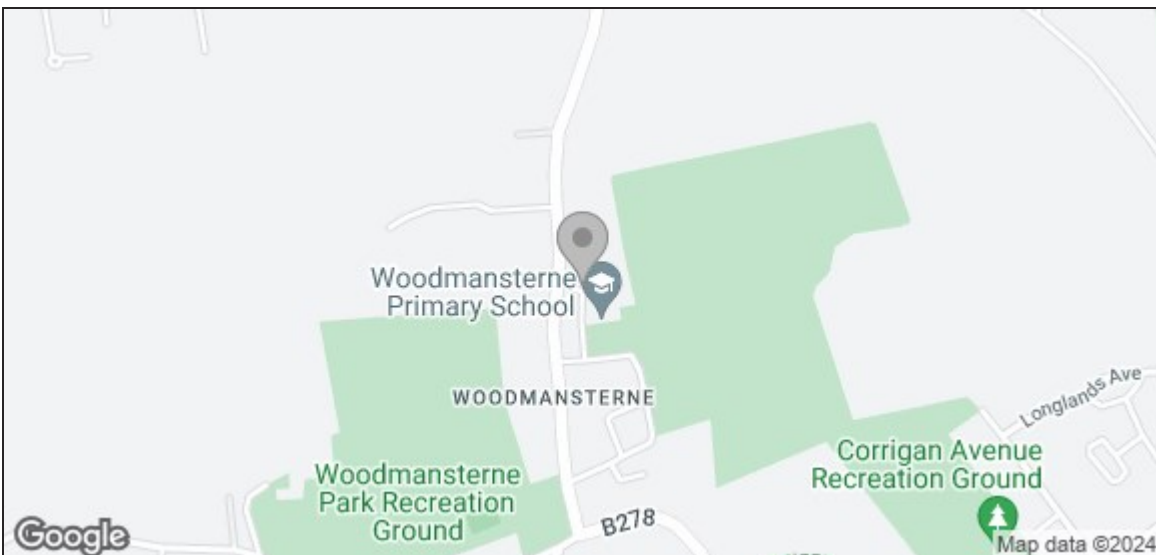 Woodmansterne
Primary School
WOODMANSTERNE
Longlands Ave
Corrigan Avenue
Recreation Ground
Woodmansterne
Park Recreation
Ground
B278
Google
Map data ©2024